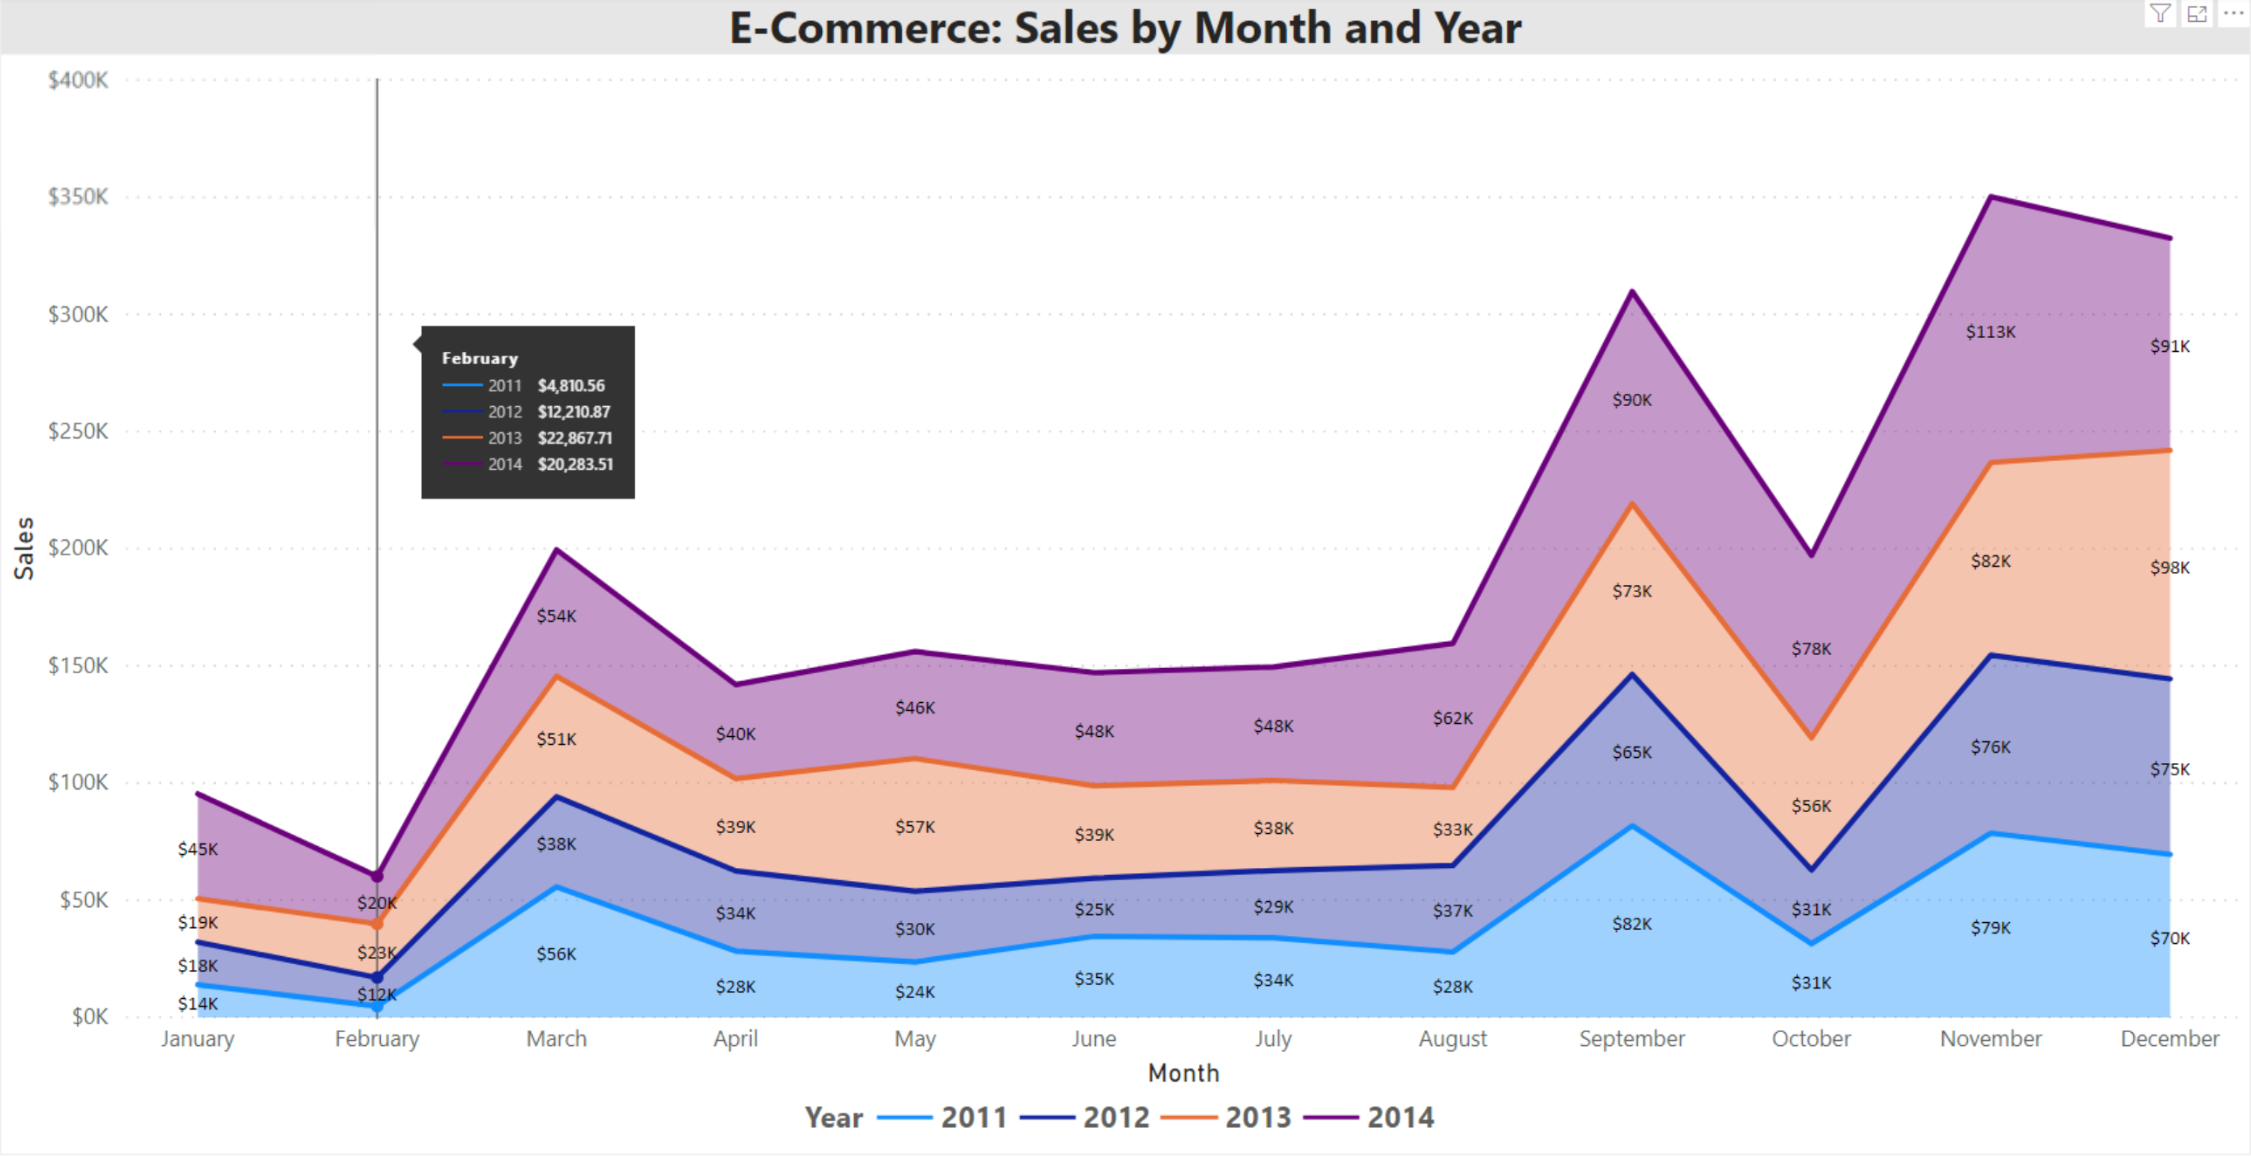 E-Commerce: Sales by Month and Year
$400K
$350K
$300K
$250K
$200K
$150K
$100K
$50K
$0K
Sales
February
2011 $4,810.56
2012 $12,210.87
2013 $22,867.71
2014 $20,283.51
$45K
$19K
$18K
$14K
$20K
$23K
$12K
$54K
$51K
$38K
$56K
$40K
$39K
$34K
$28K
$46K
$57K
$30K
$24K
$48K
$39K
$25K
$35K
$48K
$38K
$29K
$34K
$62K
$33K
$37K
$28K
$90K
$73K
$65K
$82K
$78K
$56K
$31K
$31K
$113K
$82K
$76K
$79K
$91K
$98K
$75K
$70K
January February March April May June July August September October November December
Month
Year 2011 2012 2013 2014